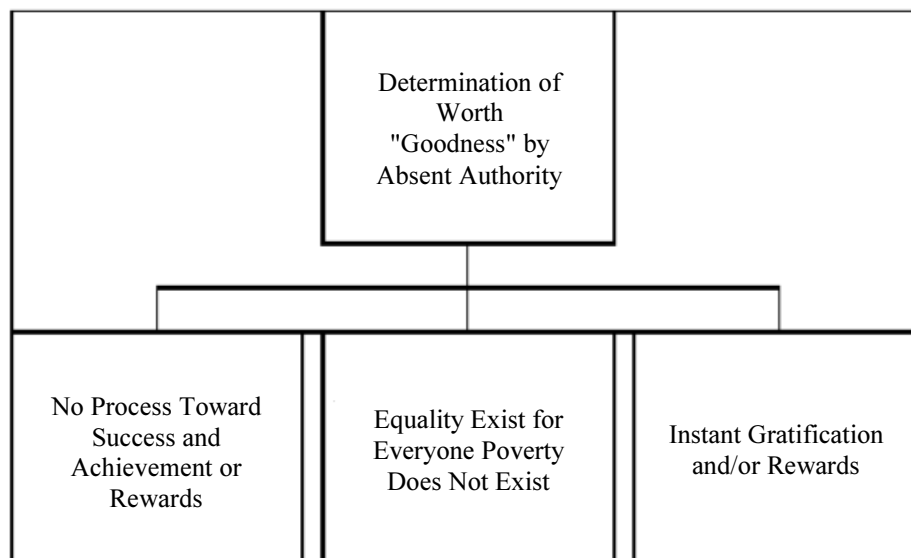 Determination of
Worth
"Goodness" by
Absent Authority
No Process Toward
Success and
Achievement or
Rewards
Equality Exist for
Everyone Poverty
Does Not Exist
Instant Gratification
and/or Rewards